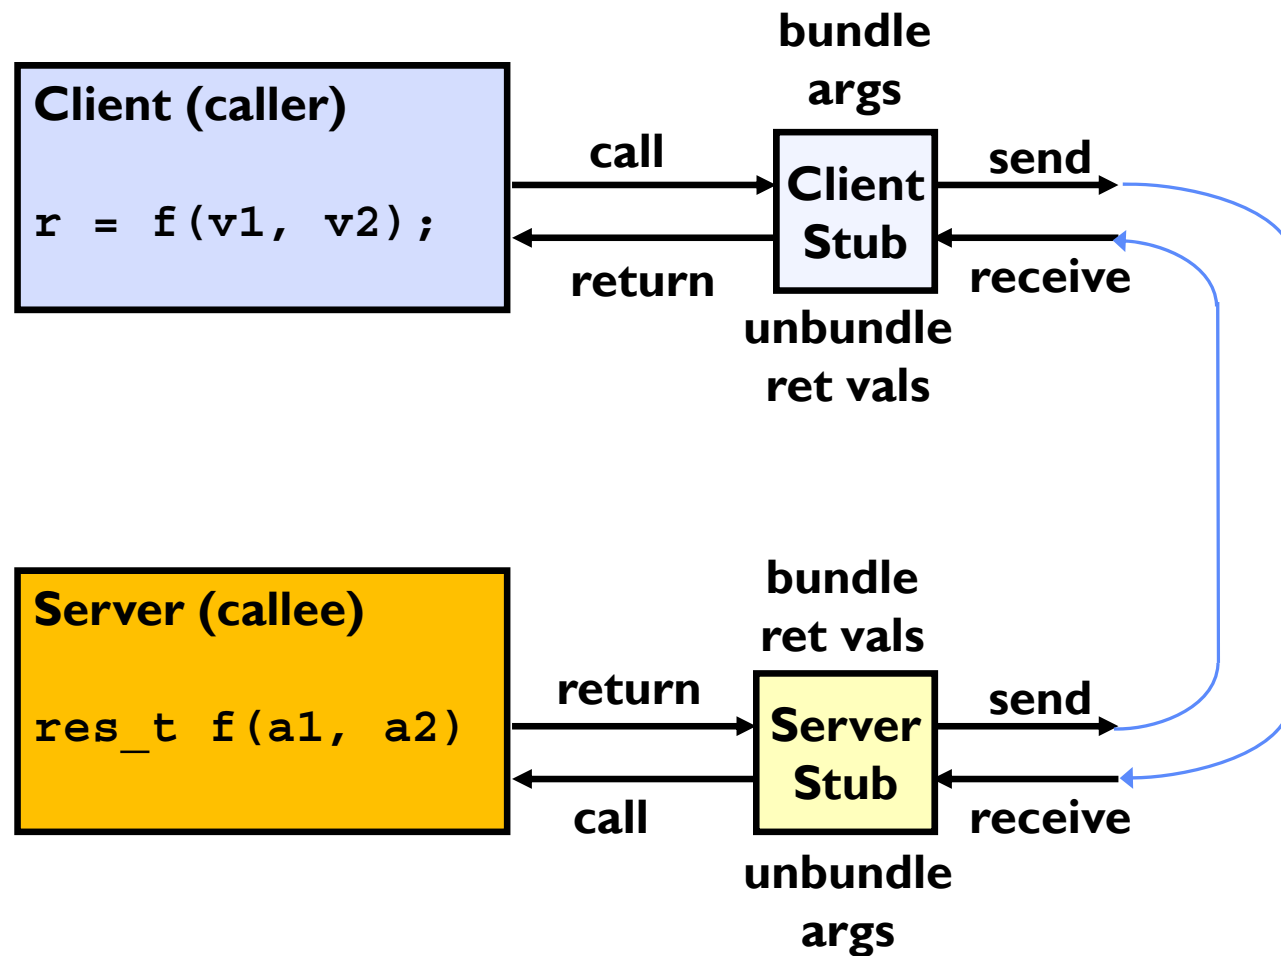 bundle
args
Client (caller)
r = f(v1, v2);
call
return
Client
Stub
send
receive
unbundle
ret vals
bundle
ret vals
Server (callee)
res_t f(a1, a2)
return
call
Server
Stub
send
receive
unbundle
args